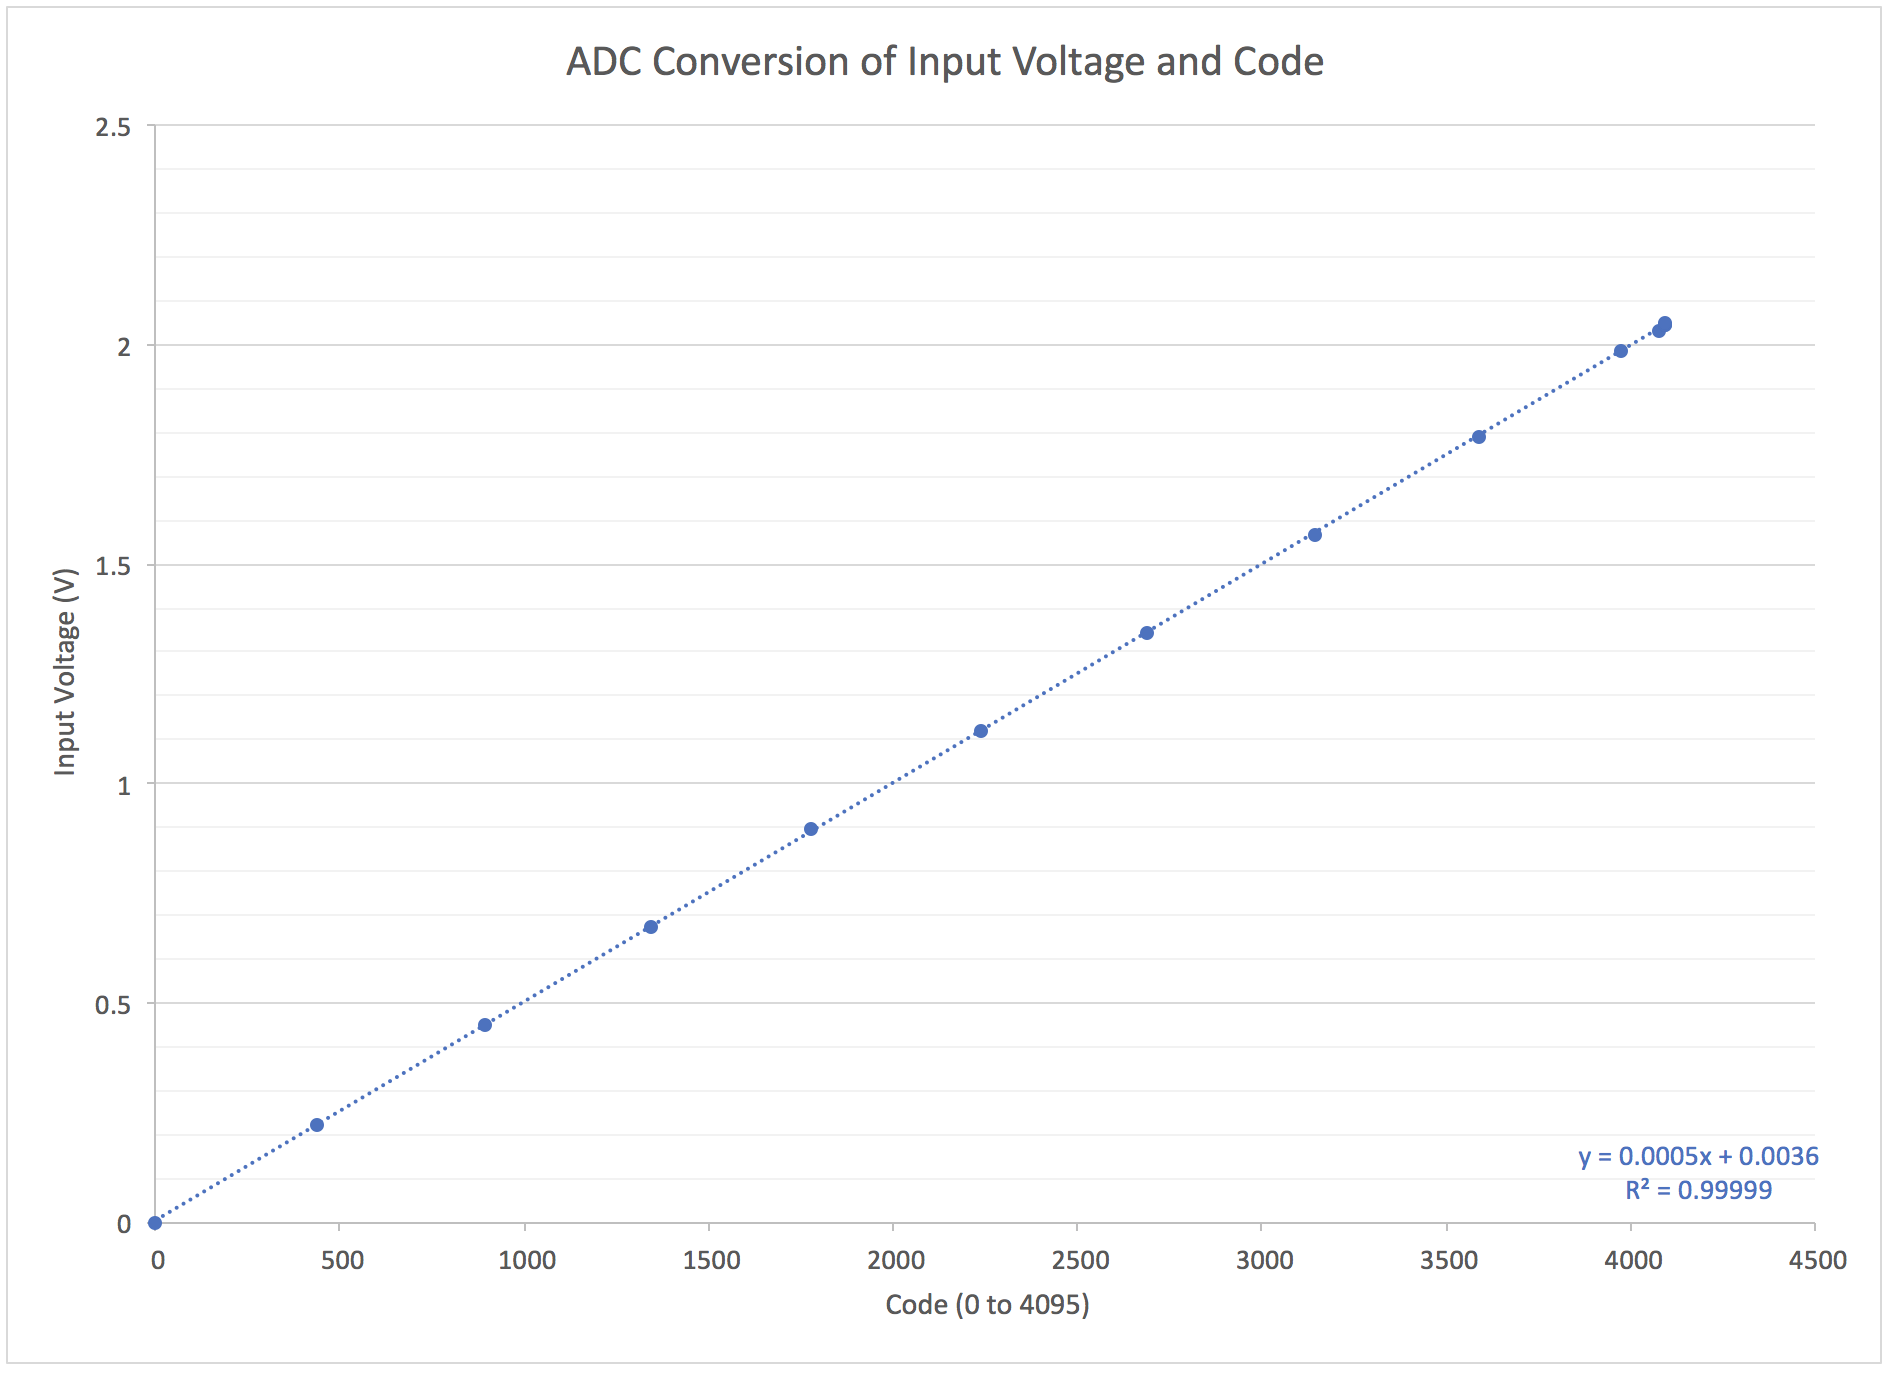 ADC Conversion of Input Voltage and Code
2.5
2
1.5
1
0.5
0
Input Voltage (V)
0 500 1000 1500 2000 2500 3000 3500 4000 4500
Code (0 to 4095)
y = 0.0005x + 0.0036
R² = 0.99999